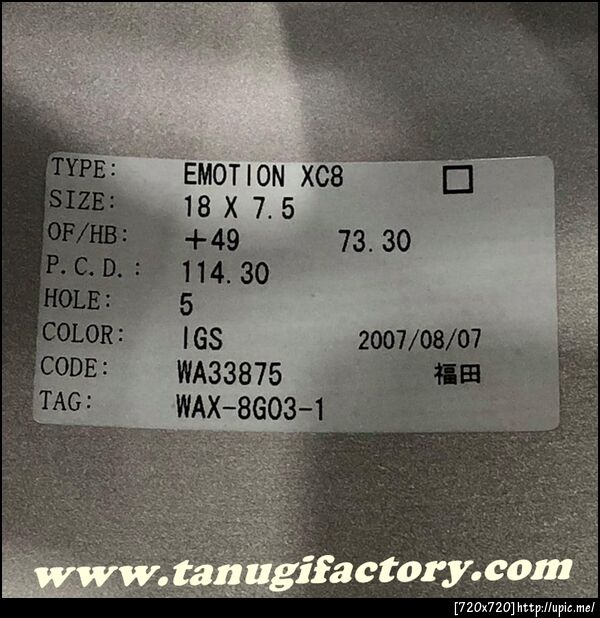 TYPE: EMOTION XC8 □
SIZE: 18 X 7.5
OF/HB: +49 73.30
P.C.D.: 114.30
HOLE: 5
COLOR: IGS 2007/08/07
CODE: WA33875 福田
TAG: WAX-8G03-1
www.tanugifactory.com
[720x720]http://upic.me/